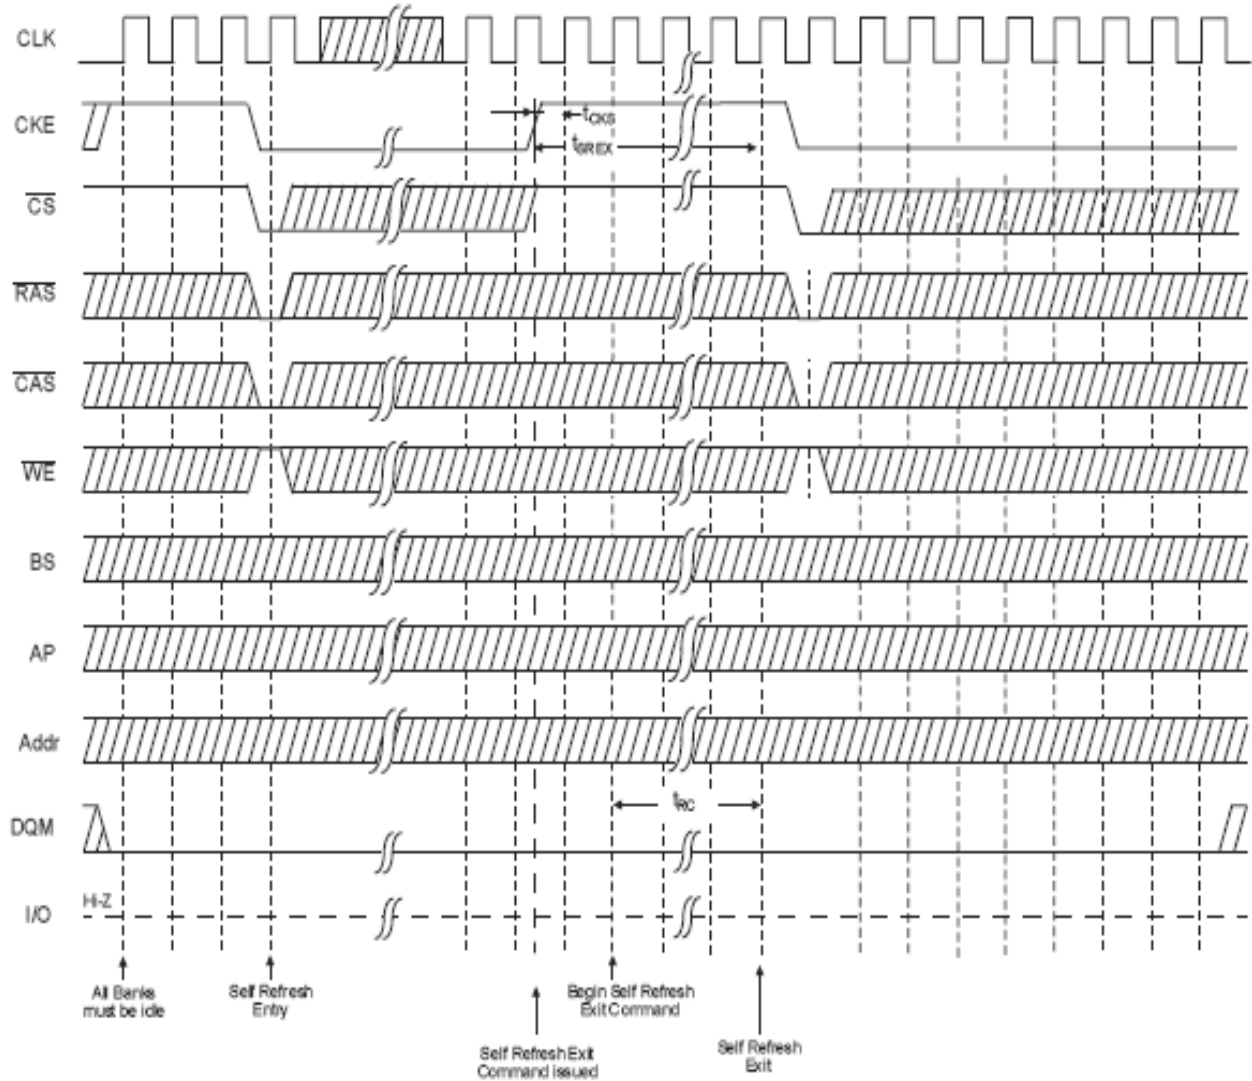 CLK
CKE
tCKS
tSREX
CS
RAS
CAS
WE
BS
AP
Addr
tRC
DQM
Hi-Z
I/O
All Banks
must be idle
Self Refresh
Entry
Begin Self Refresh
Exit Command
Self Refresh Exit
Command issued
Self Refresh
Exit